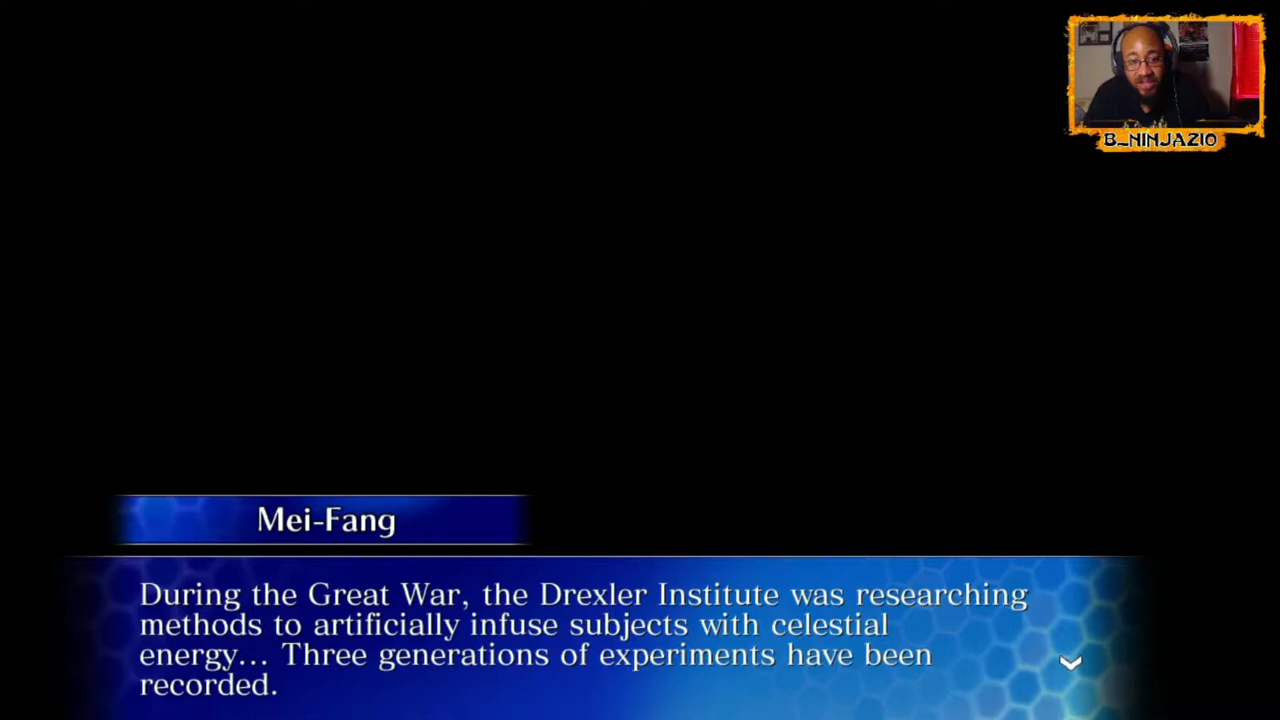 B_NINJAZIO
Mei-Fang
During the Great War, the Drexler Institute was researching
methods to artificially infuse subjects with celestial
energy... Three generations of experiments have been
recorded.